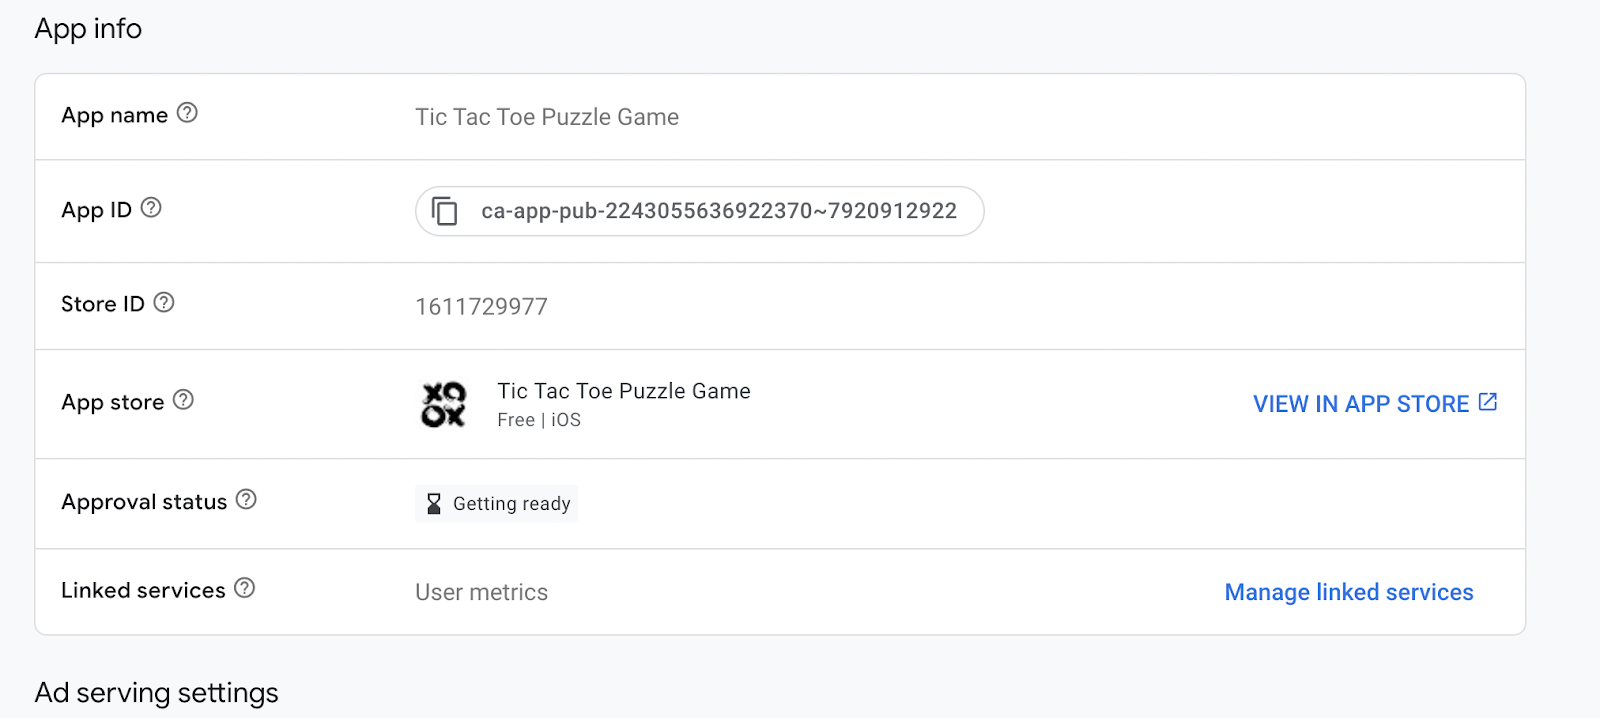 App info
App name
Tic Tac Toe Puzzle Game
App ID
ca-app-pub-2243055636922370~7920912922
Store ID
1611729977
App store
XO
OX
Tic Tac Toe Puzzle Game
Free | iOS
VIEW IN APP STORE
Approval status
Getting ready
Linked services
User metrics
Manage linked services
Ad serving settings